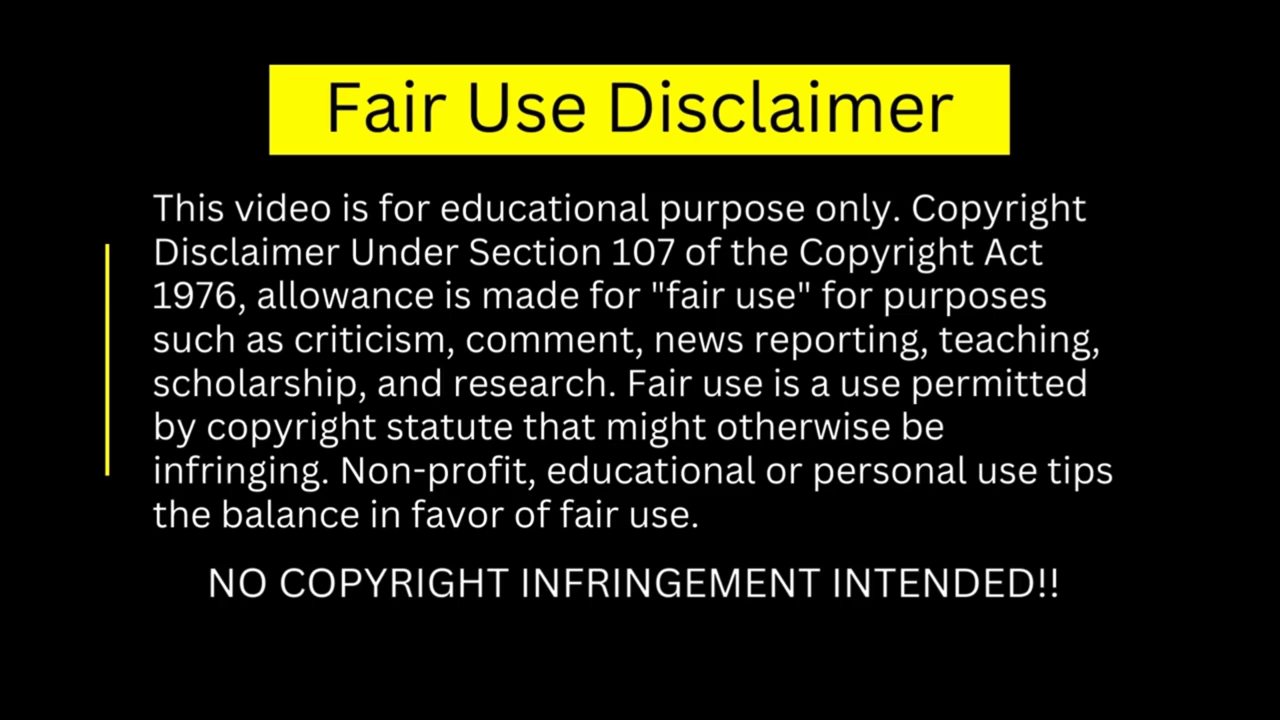 Fair Use Disclaimer
This video is for educational purpose only. Copyright
Disclaimer Under Section 107 of the Copyright Act
1976, allowance is made for "fair use" for purposes
such as criticism, comment, news reporting, teaching,
scholarship, and research. Fair use is a use permitted
by copyright statute that might otherwise be
infringing. Non-profit, educational or personal use tips
the balance in favor of fair use.
NO COPYRIGHT INFRINGEMENT INTENDED!!